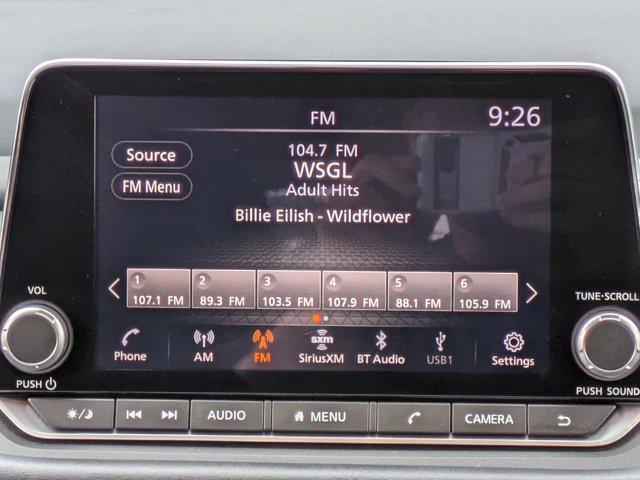 FM
9:26
Source
104.7 FM
WSGL
FM Menu
Adult Hits
Billie Eilish - Wildflower
1 2 3 4 5 6
107.1 FM 89.3 FM 103.5 FM 107.9 FM 88.1 FM 105.9 FM
VOL
TUNE·SCROLL
sxm
Phone AM FM SiriusXM BT Audio USB1 Settings
PUSH
PUSH SOUND
AUDIO MENU CAMERA